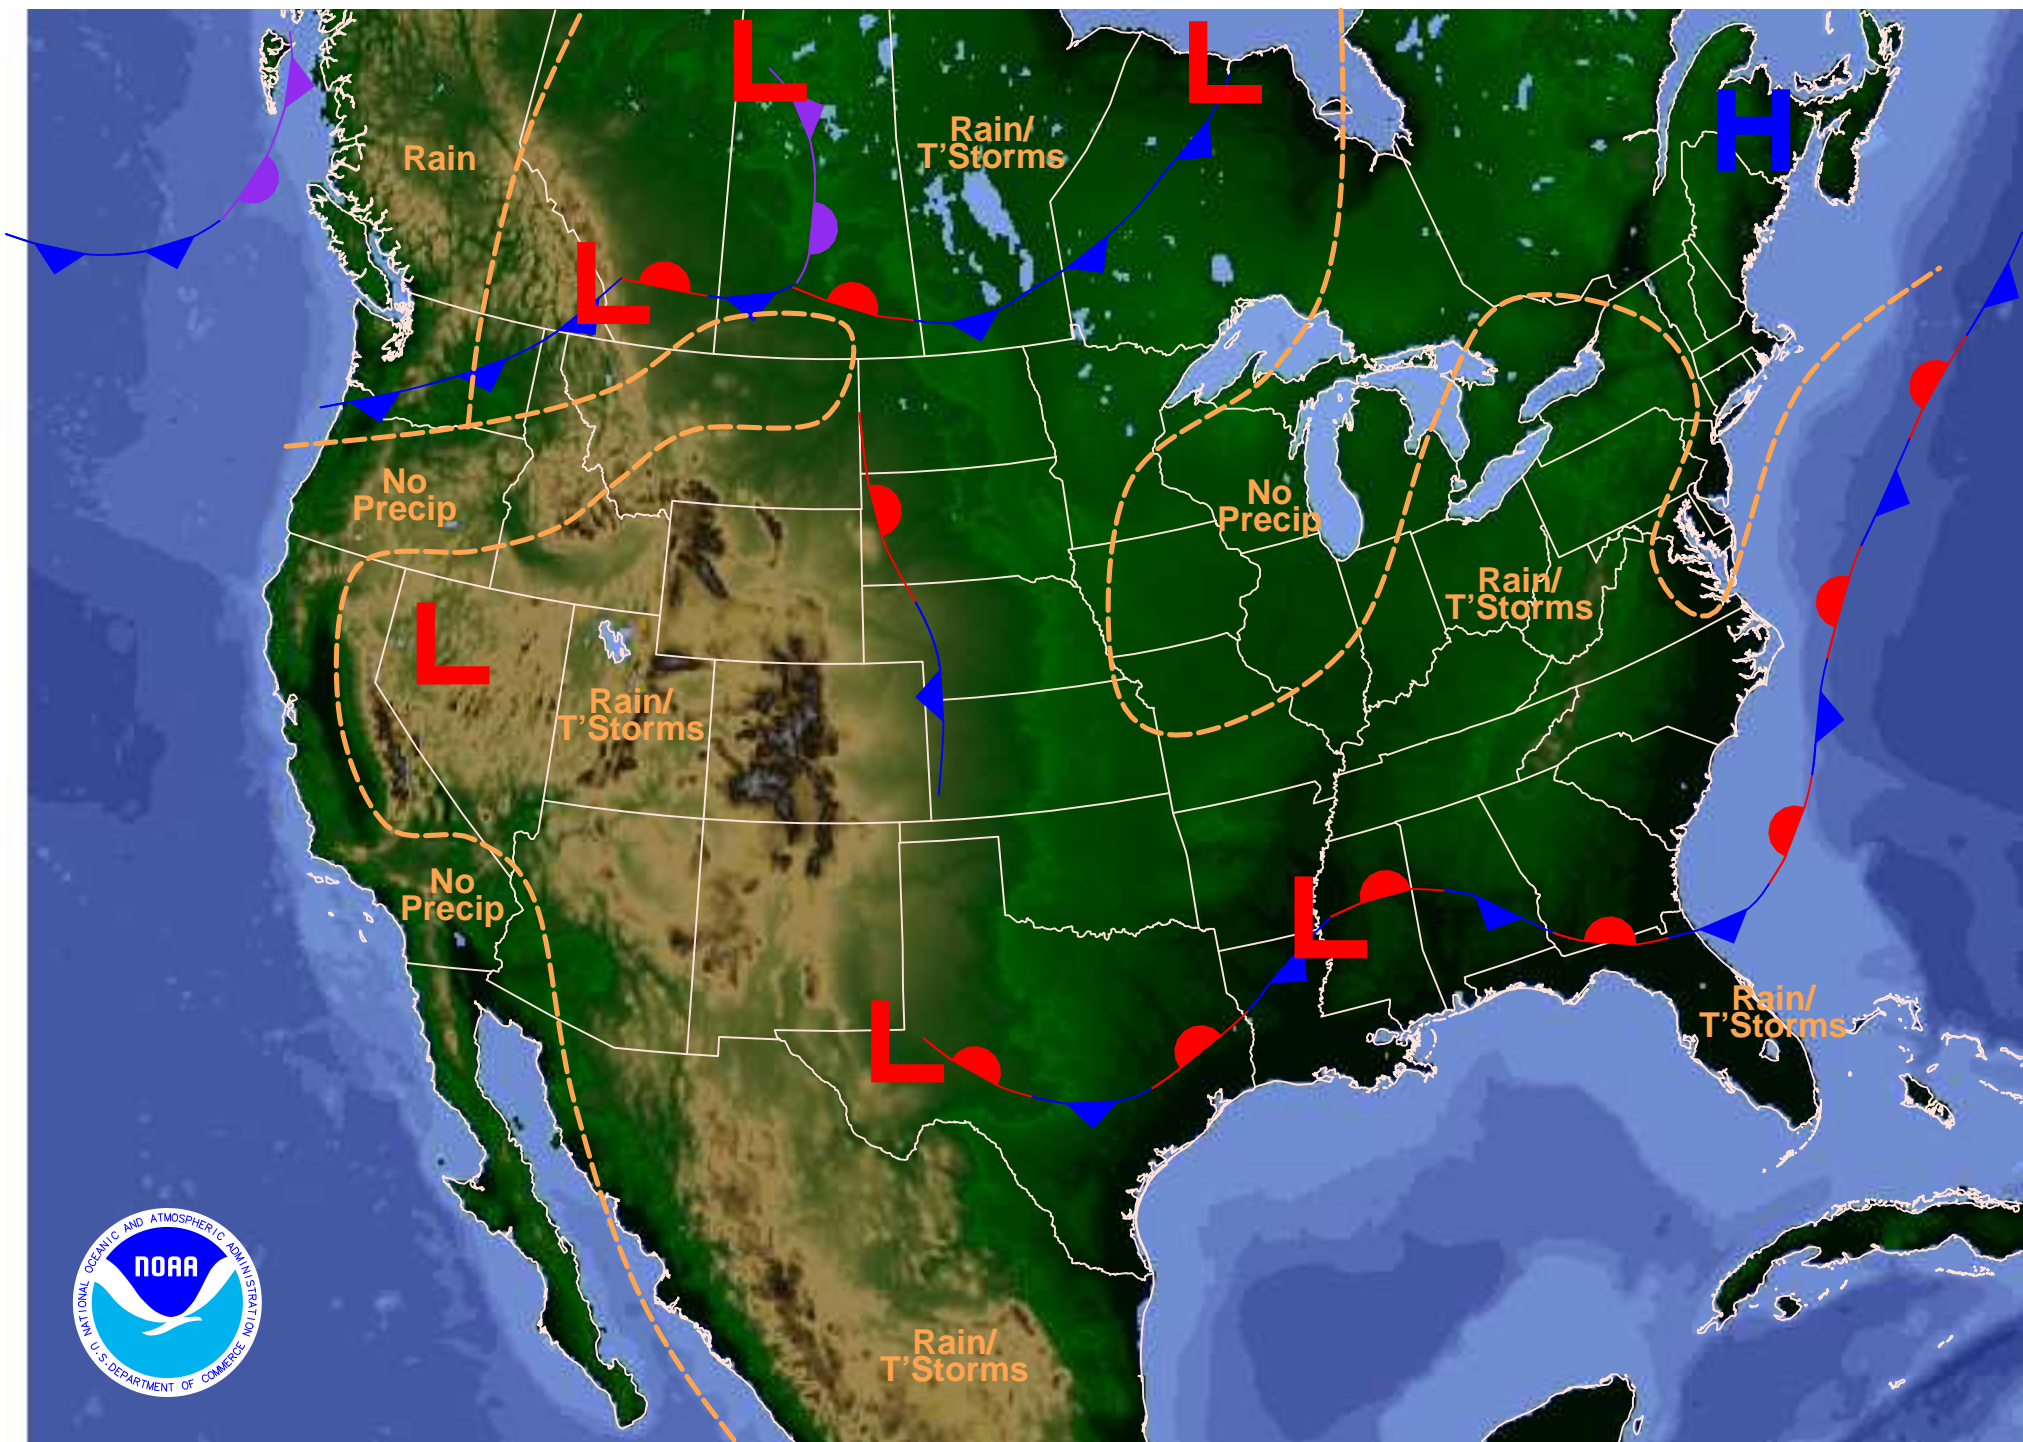 L
L
H
Rain/
T'Storms
Rain
L
No
Precip
No
Precip
Rain/
T'Storms
L
Rain/
T'Storms
No
Precip
L
L
Rain/
T'Storms
NATIONAL OCEANIC AND ATMOSPHERIC ADMINISTRATION
NOAA
U.S. DEPARTMENT OF COMMERCE
Rain/
T'Storms